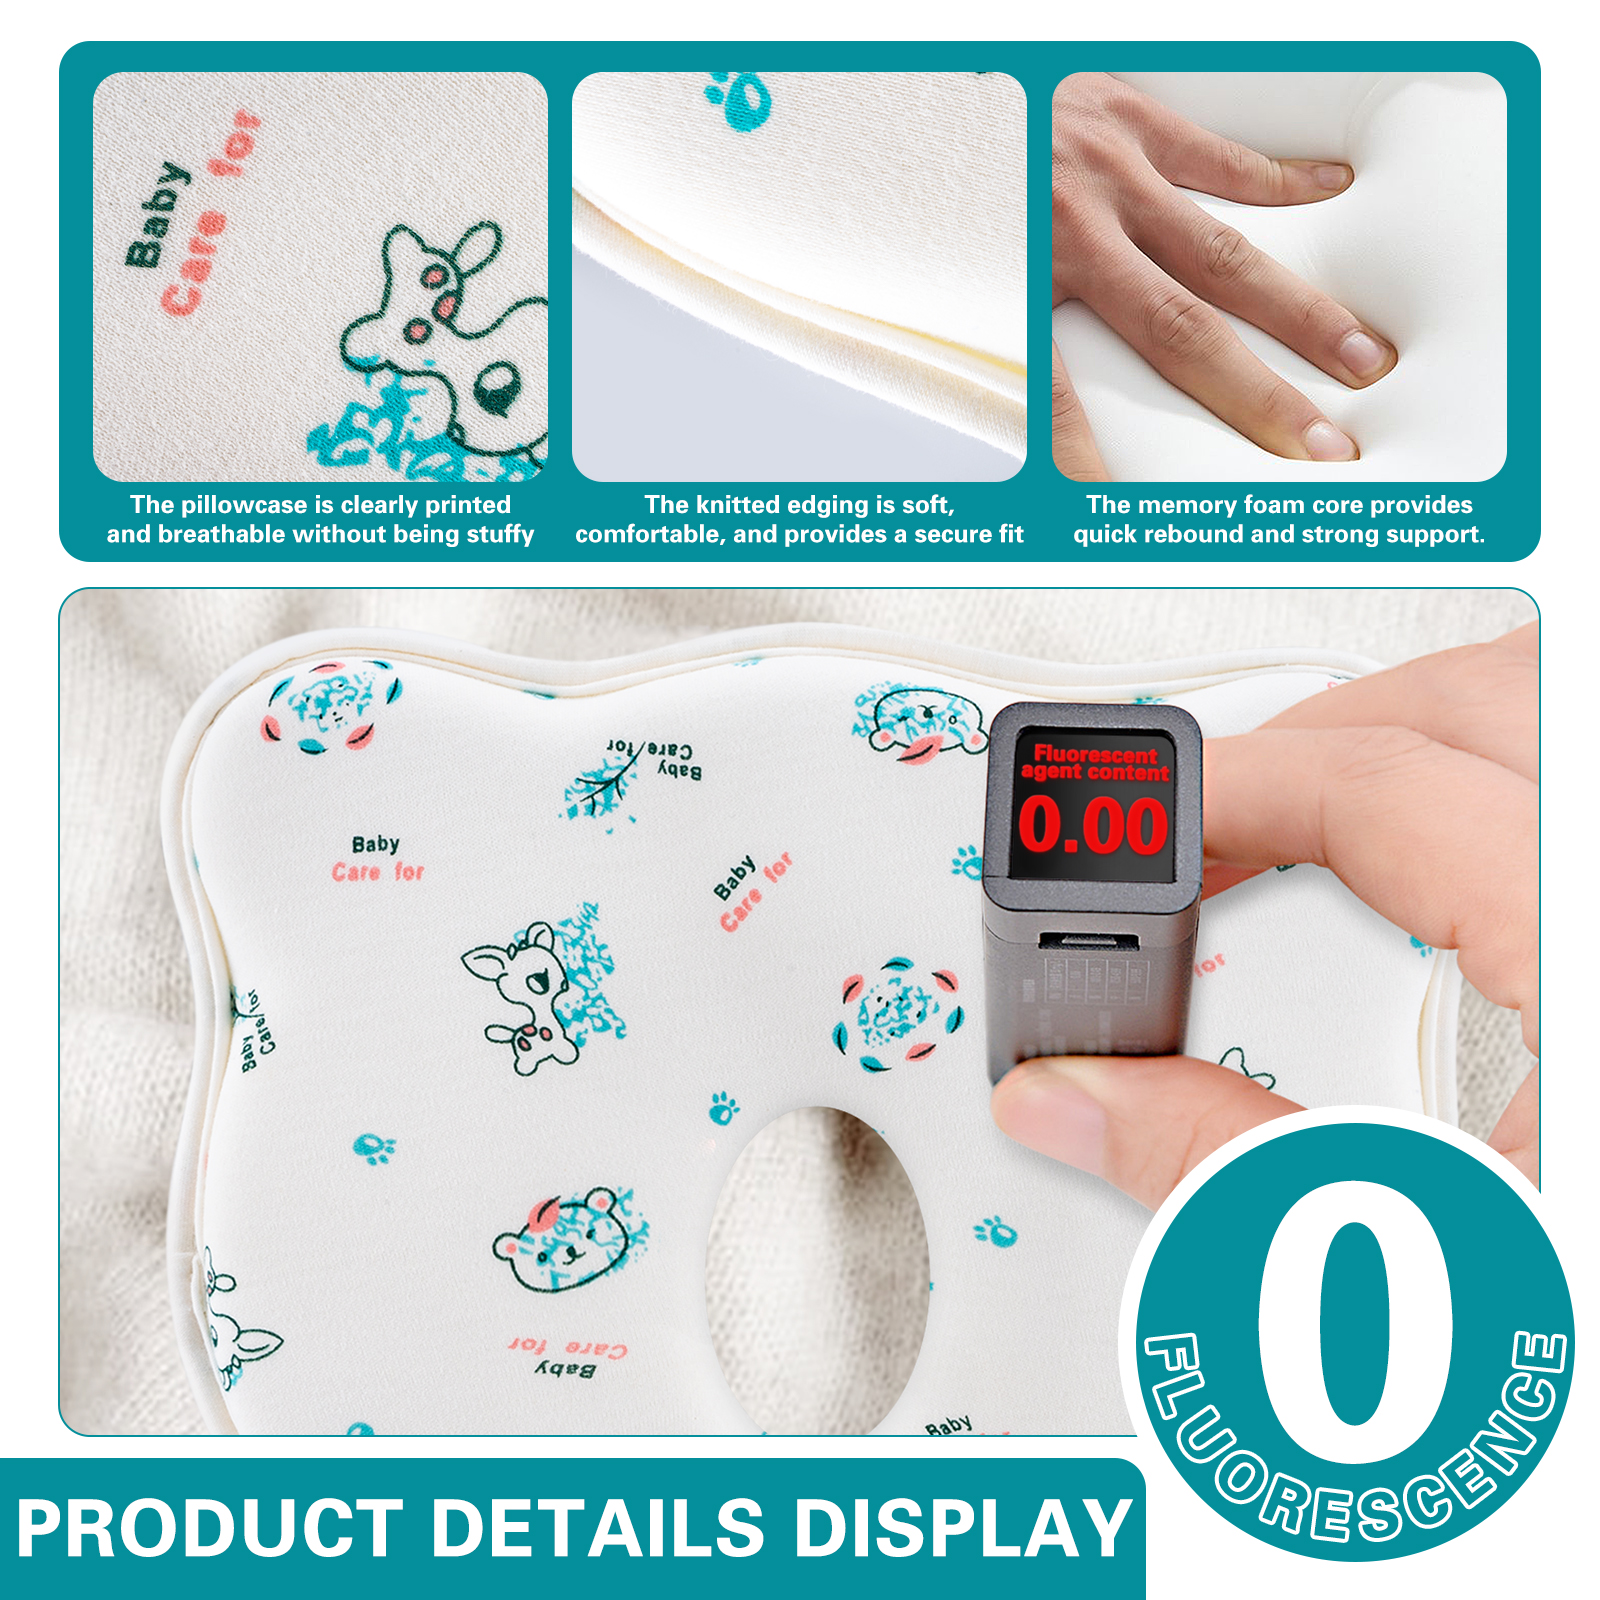 Baby
Care for
The pillowcase is clearly printed
and breathable without being stuffy
The knitted edging is soft,
comfortable, and provides a secure fit
The memory foam core provides
quick rebound and strong support.
Baby
Care for
Baby
Care for
Baby
Care for
Fluorescent
agent content
0.00
Baby
Care for
for
Baby
Care for
Baby
0
FLUORESCENCE
PRODUCT DETAILS DISPLAY